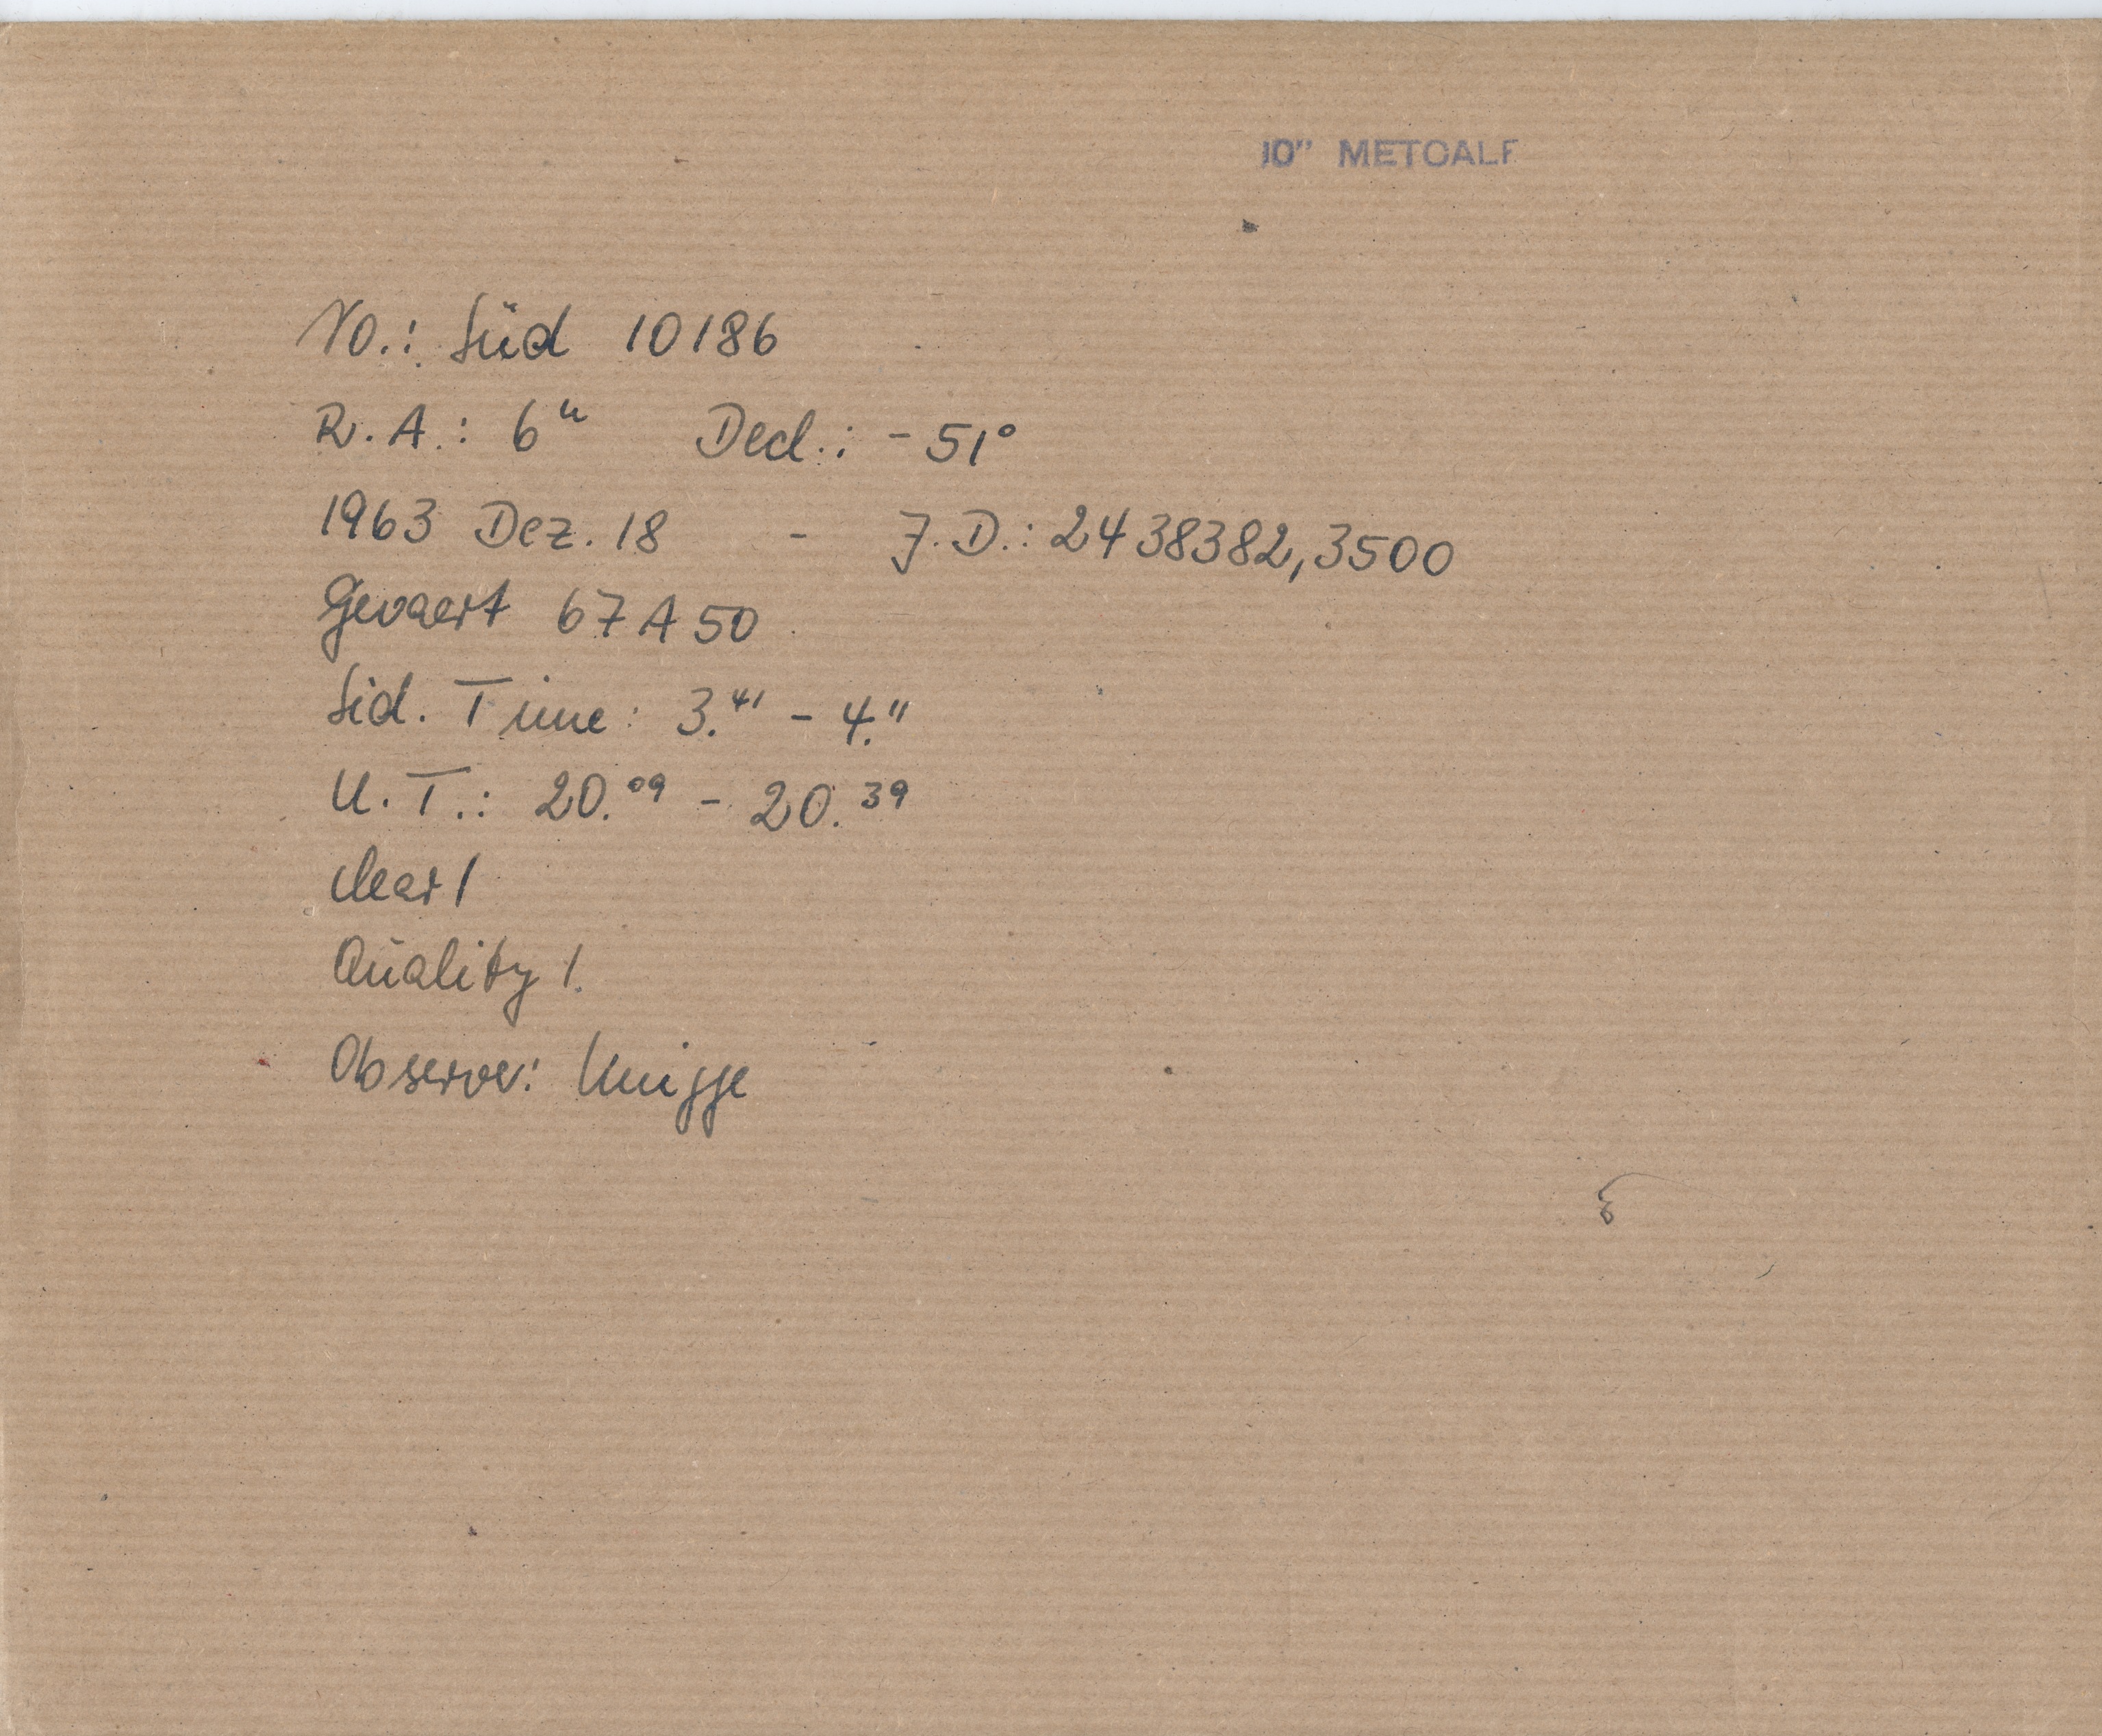 10" METCALF
No.: Süd 10186
R.A.: 6ʰ Decl.: -51°
1963 Dez. 18 - J.D.: 2438382,3500
Gevaert 67A50
Sid. Time: 3.⁴¹ - 4.¹¹
U.T.: 20.⁰⁹ - 20.³⁹
clear!
Quality 1.
Observer: Knigge